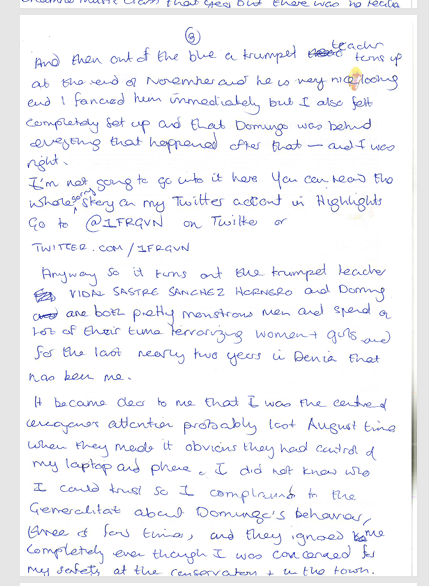 music class that year but there was no
(3)
And then out of the blue a trumpet teacher turns up
at the end of November and he is very nice looking
and I fancied him immediately but I also felt
completely set up and that Domingo was behind
everything that happened after that — and I was
right.
I'm not going to go into it here You can read the
whole sorry story on my Twitter account in Highlights
Go to @1FRGVN on Twitter or
TWITTER.COM/1FRGVN
Anyway so it turns out the trumpet teacher
VIDAL SASTRE SANCHEZ HORNERO and Doming
are both pretty monstrous men and spend a
lot of their time terrorizing women + girls and
for the last nearly two years in Denia that
has been me.
It became clear to me that I was the centre of
attention probably last August time
when they made it obvious they had control of
my laptop and phone. I did not know who
I could trust so I complained to the
Generalitat about Domingo's behaviour,
three or four times, and they ignored me
completely even though I was concerned for
my safety at the conservatory + in the town.